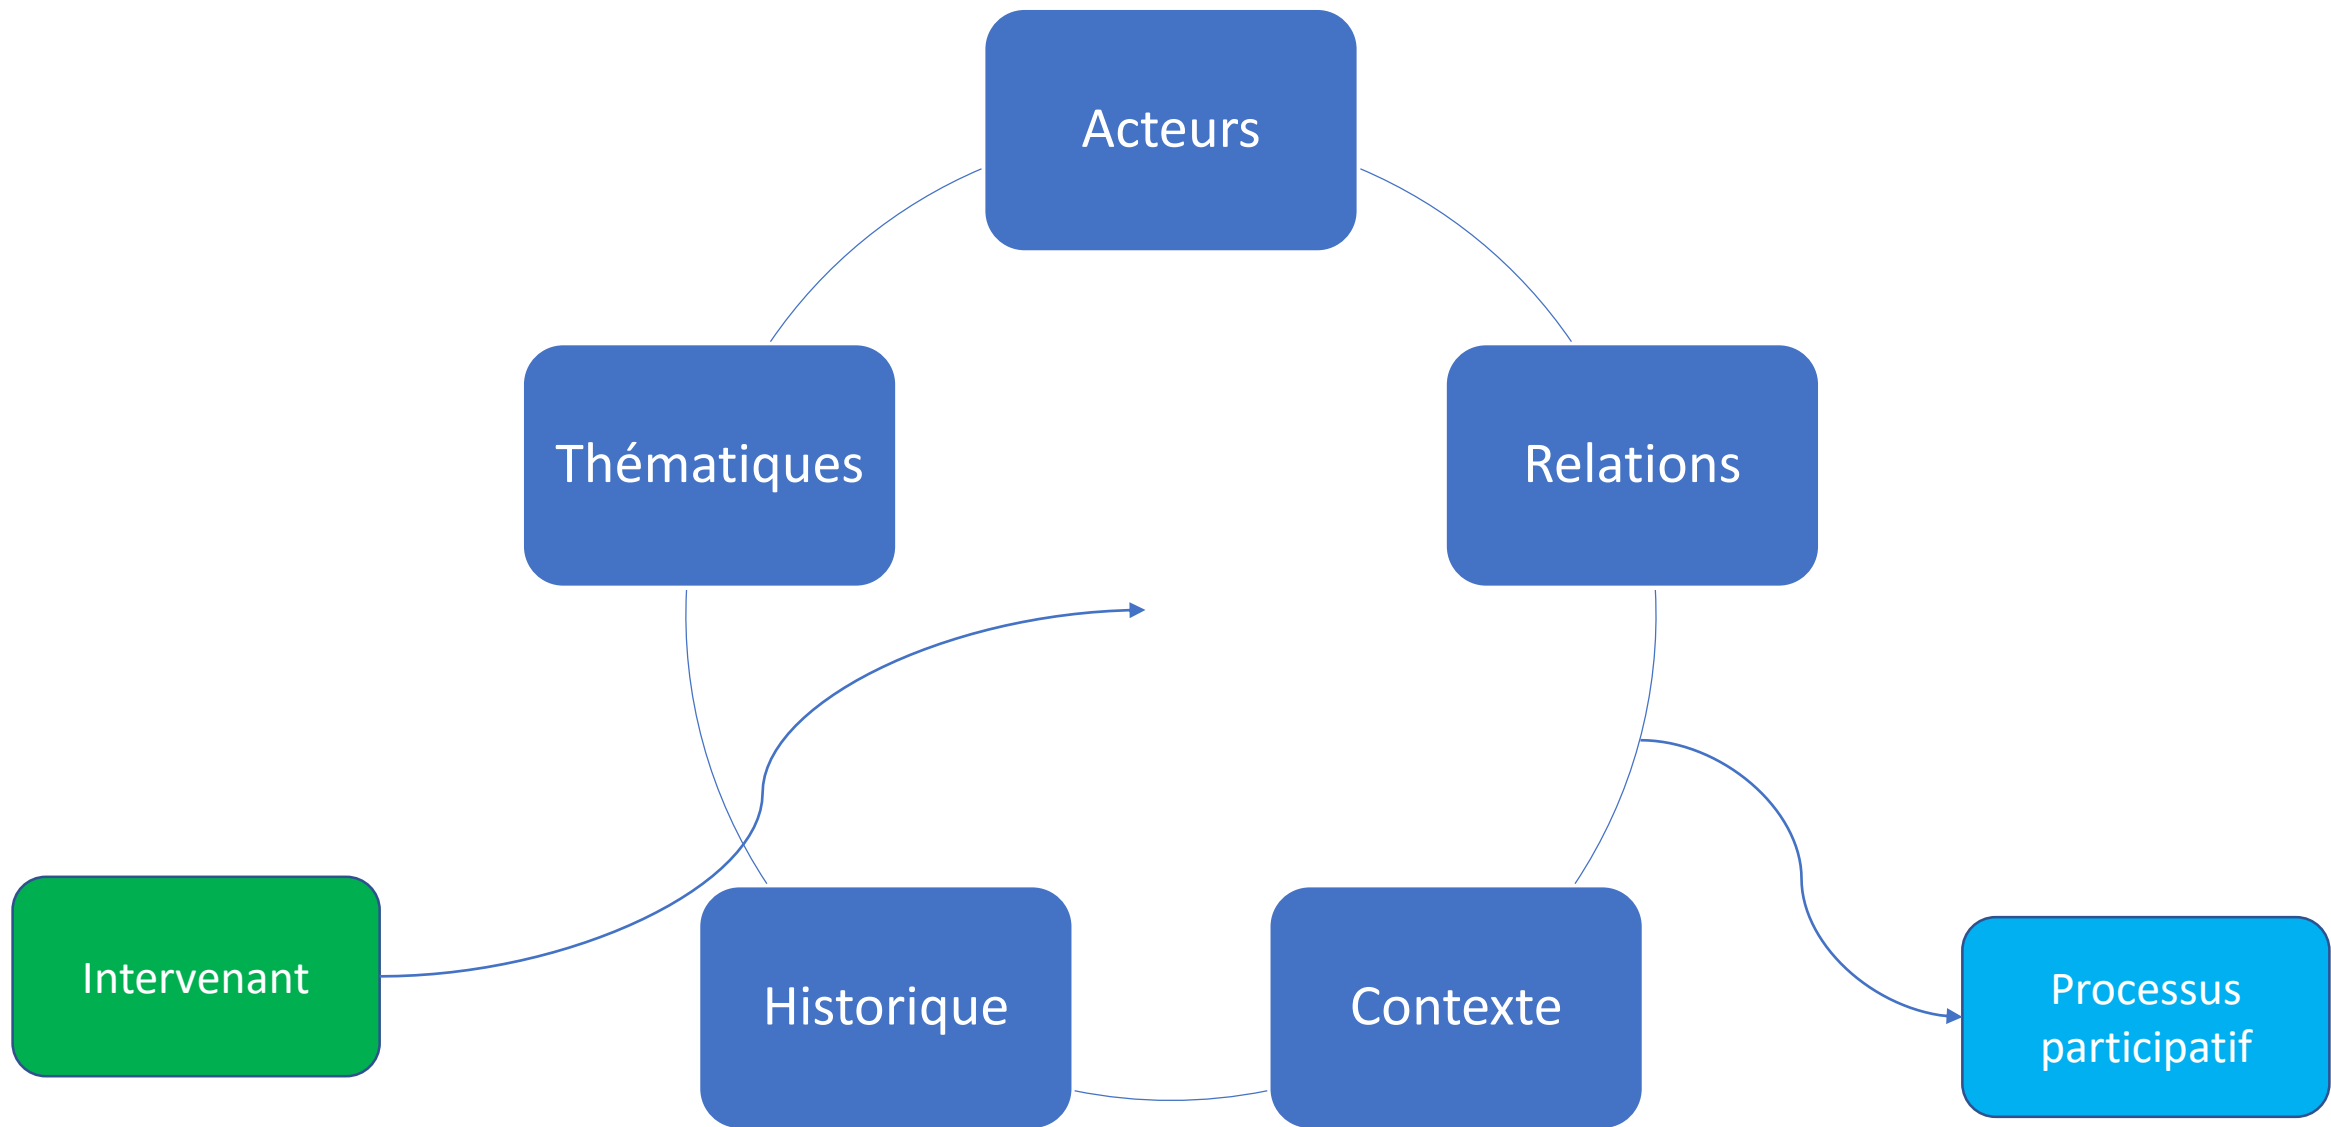 Acteurs
Thématiques
Relations
Intervenant
Historique
Contexte
Processus
participatif